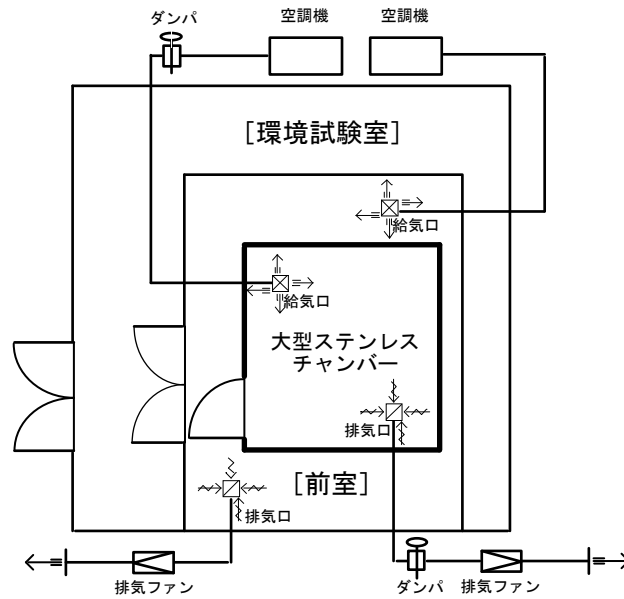 ダンパ
空調機
空調機
［環境試験室］
給気口
給気口
大型ステンレス
チャンバー
排気口
［前室］
排気口
排気ファン
ダンパ
排気ファン